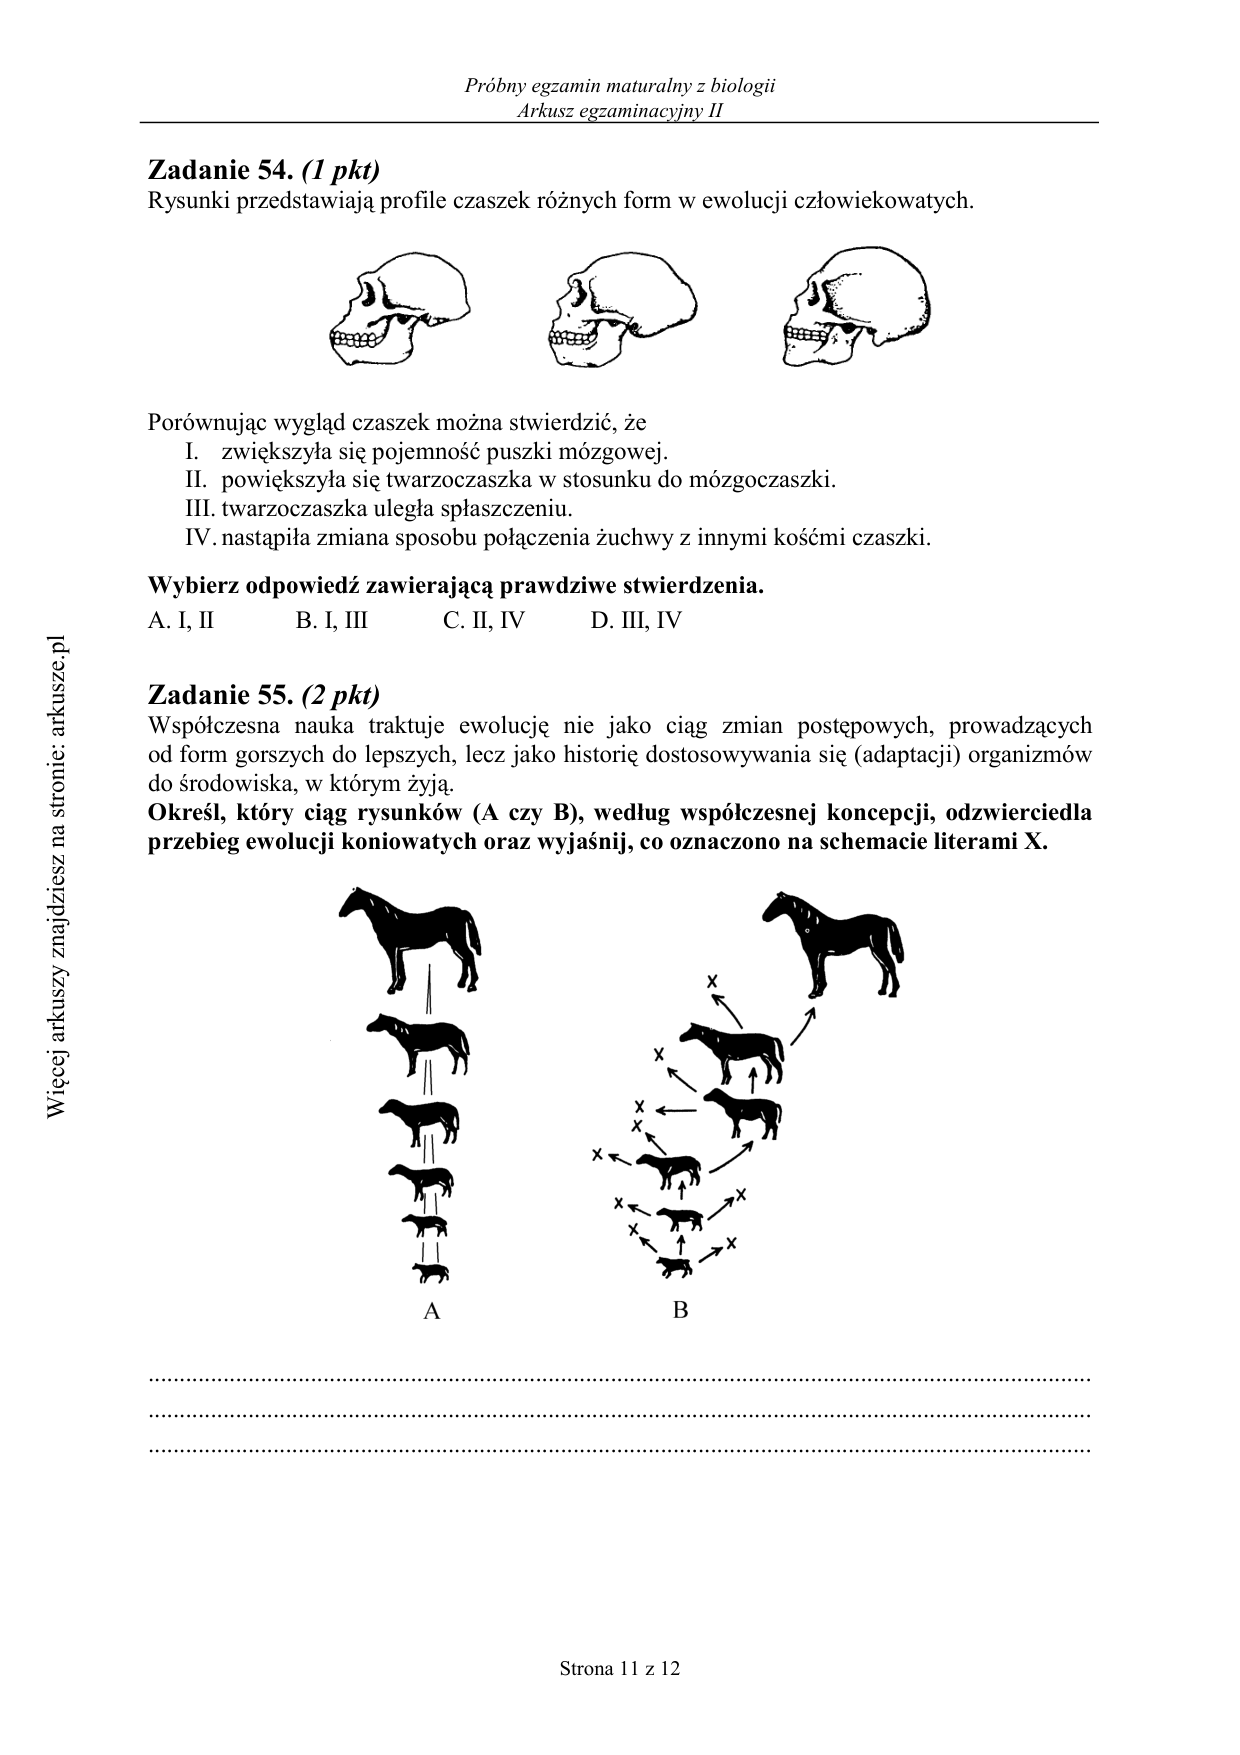 Próbny egzamin maturalny z biologii
Arkusz egzaminacyjny II
Zadanie 54. (1 pkt)
Rysunki przedstawiają profile czaszek różnych form w ewolucji człowiekowatych.
Porównując wygląd czaszek można stwierdzić, że
I. zwiększyła się pojemność puszki mózgowej.
II. powiększyła się twarzoczaszka w stosunku do mózgoczaszki.
III. twarzoczaszka uległa spłaszczeniu.
IV. nastąpiła zmiana sposobu połączenia żuchwy z innymi kośćmi czaszki.
Wybierz odpowiedź zawierającą prawdziwe stwierdzenia.
A. I, II B. I, III C. II, IV D. III, IV
Zadanie 55. (2 pkt)
Współczesna nauka traktuje ewolucję nie jako ciąg zmian postępowych, prowadzących
od form gorszych do lepszych, lecz jako historię dostosowywania się (adaptacji) organizmów
do środowiska, w którym żyją.
Określ, który ciąg rysunków (A czy B), według współczesnej koncepcji, odzwierciedla
przebieg ewolucji koniowatych oraz wyjaśnij, co oznaczono na schemacie literami X.
X
X
X
X
X
X
X
X
X
A B
................................................................................
................................................................................
................................................................................
Strona 11 z 12
Więcej arkuszy znajdziesz na stronie: arkusze.pl